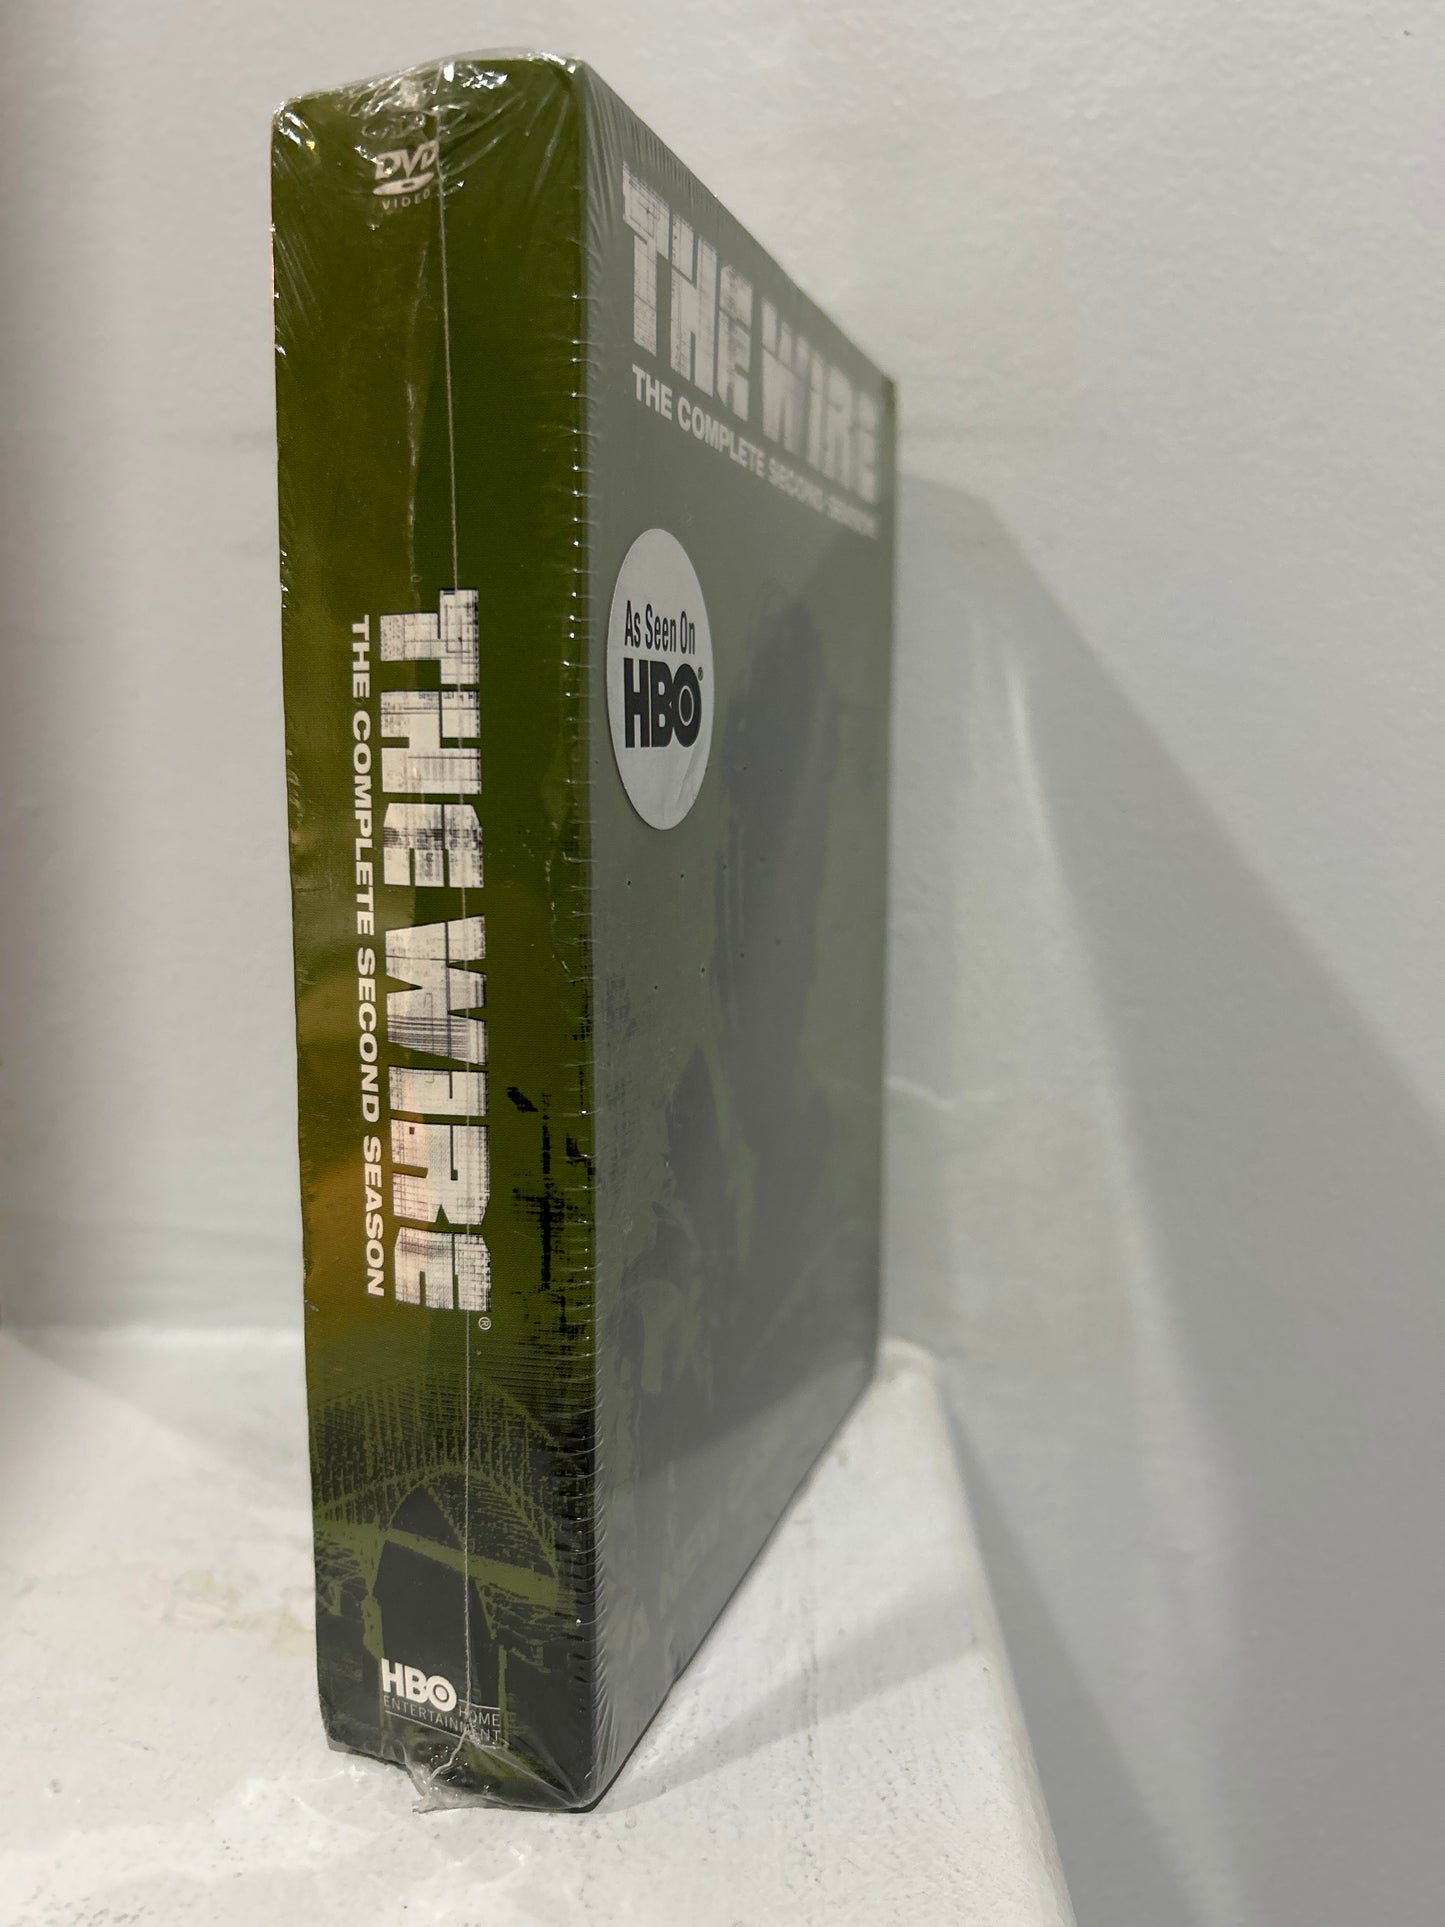 DVD
VIDEO
THE WIRE®
THE COMPLETE SECOND SEASON
HBO
HOME
ENTERTAINMENT
THE WIRE
THE COMPLETE SECOND SEASON
As Seen On
HBO®
A NEW